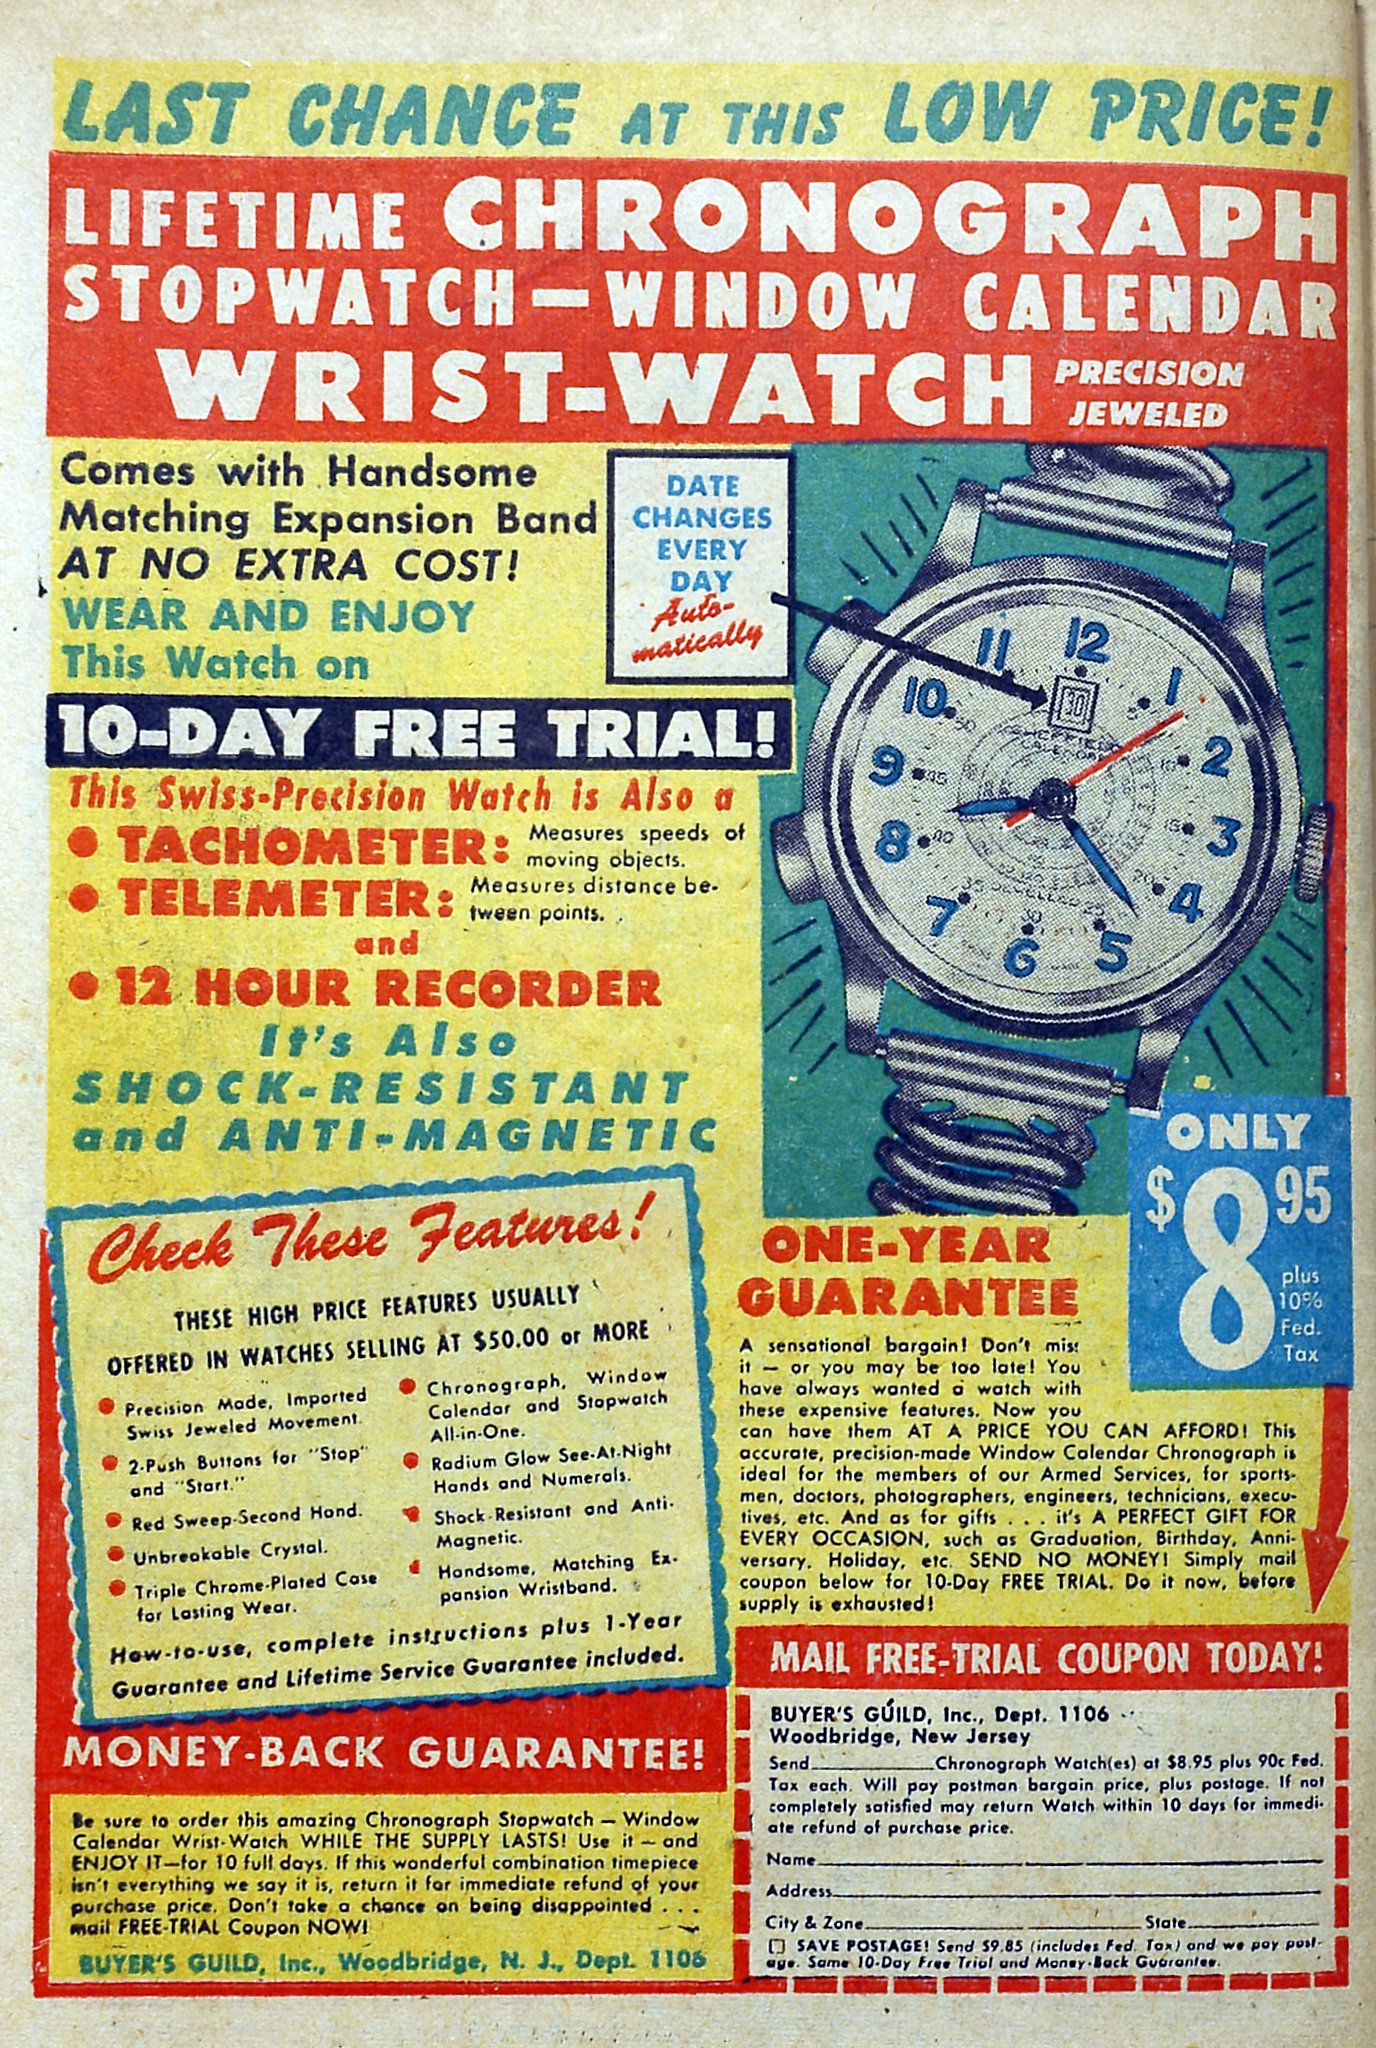 LAST CHANCE AT THIS LOW PRICE!
LIFETIME CHRONOGRAPH
STOPWATCH—WINDOW CALENDAR
WRIST-WATCH PRECISION
JEWELED
Comes with Handsome
Matching Expansion Band
AT NO EXTRA COST!
WEAR AND ENJOY
This Watch on
DATE
CHANGES
EVERY
DAY
Auto-
matically
10-DAY FREE TRIAL!
This Swiss-Precision Watch is Also a
● TACHOMETER: Measures speeds of
moving objects.
● TELEMETER: Measures distance be-
tween points.
and
● 12 HOUR RECORDER
It's Also
SHOCK-RESISTANT
and ANTI-MAGNETIC
12
1
2
3
4
5
6
7
8
9
10
11
30
ONLY
$8.95
plus
10%
Fed.
Tax
Check These Features!
THESE HIGH PRICE FEATURES USUALLY
OFFERED IN WATCHES SELLING AT $50.00 or MORE
● Precision Made, Imported
Swiss Jeweled Movement.
● 2-Push Buttons for "Stop"
and "Start."
● Red Sweep-Second Hand.
● Unbreakable Crystal.
● Triple Chrome-Plated Case
for Lasting Wear.
● Chronograph, Window
Calendar and Stopwatch
All-in-One.
● Radium Glow See-At-Night
Hands and Numerals.
● Shock-Resistant and Anti-
Magnetic.
● Handsome, Matching Ex-
pansion Wristband.
How-to-use, complete instructions plus 1-Year
Guarantee and Lifetime Service Guarantee included.
ONE-YEAR
GUARANTEE
A sensational bargain! Don't miss
it — or you may be too late! You
have always wanted a watch with
these expensive features. Now you
can have them AT A PRICE YOU CAN AFFORD! This
accurate, precision-made Window Calendar Chronograph is
ideal for the members of our Armed Services, for sports-
men, doctors, photographers, engineers, technicians, execu-
tives, etc. And as for gifts . . . it's A PERFECT GIFT FOR
EVERY OCCASION, such as Graduation, Birthday, Anni-
versary, Holiday, etc. SEND NO MONEY! Simply mail
coupon below for 10-Day FREE TRIAL. Do it now, before
supply is exhausted!
MONEY-BACK GUARANTEE!
Be sure to order this amazing Chronograph Stopwatch — Window
Calendar Wrist-Watch WHILE THE SUPPLY LASTS! Use it — and
ENJOY IT—for 10 full days. If this wonderful combination timepiece
isn't everything we say it is, return it for immediate refund of your
purchase price. Don't take a chance on being disappointed . . .
mail FREE-TRIAL Coupon NOW!
BUYER'S GUILD, Inc., Woodbridge, N. J., Dept. 1106
MAIL FREE-TRIAL COUPON TODAY!
BUYER'S GUILD, Inc., Dept. 1106
Woodbridge, New Jersey
Send__________Chronograph Watch(es) at $8.95 plus 90c Fed.
Tax each. Will pay postman bargain price, plus postage. If not
completely satisfied may return Watch within 10 days for immedi-
ate refund of purchase price.
Name
Address
City & Zone__________State
☐ SAVE POSTAGE! Send $9.85 (includes Fed. Tax) and we pay post-
age. Same 10-Day Free Trial and Money-Back Guarantee.